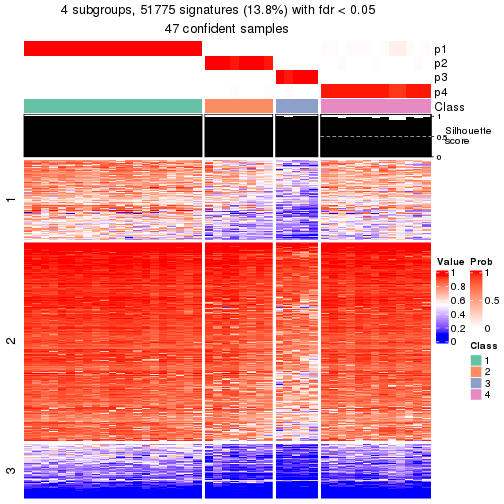 4 subgroups, 51775 signatures (13.8%) with fdr < 0.05
47 confident samples
p1
p2
p3
p4
Class
1
0.5
0
Silhouette
score
1
2
3
Value
1
0.8
0.6
0.4
0.2
0
Prob
1
0.5
0
Class
1
2
3
4